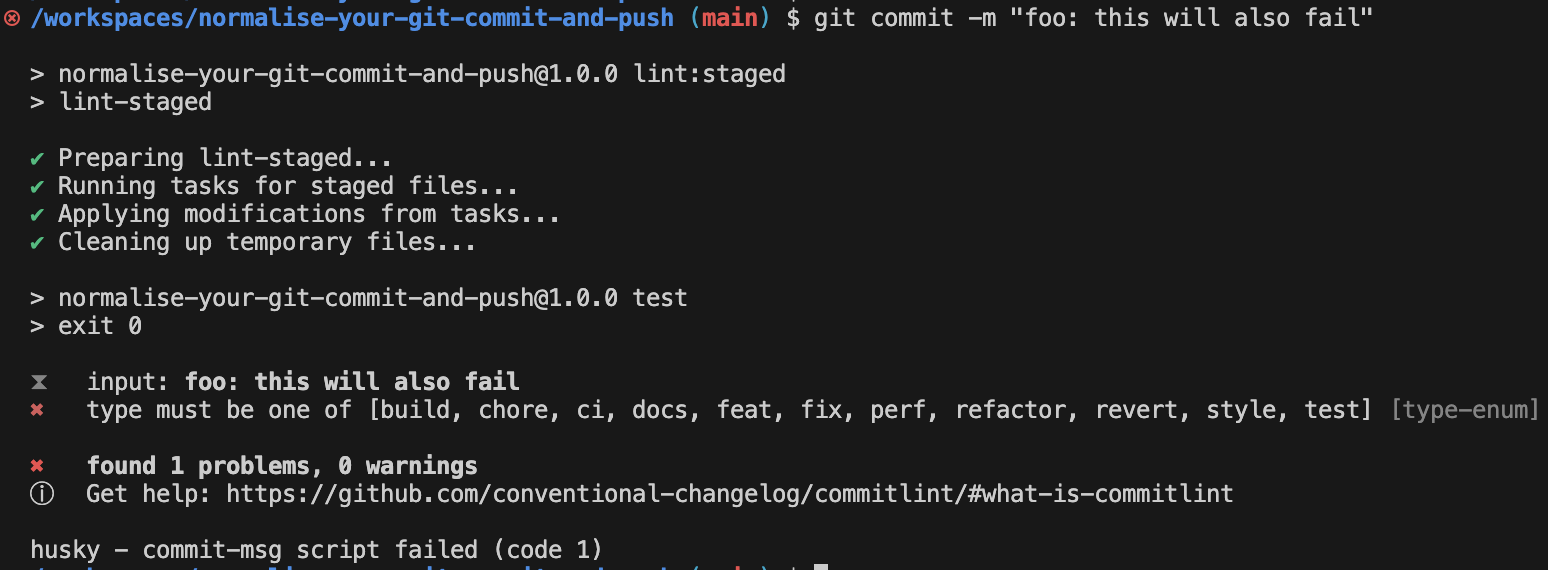 /workspaces/normalise-your-git-commit-and-push (main) $ git commit -m "foo: this will also fail"
> normalise-your-git-commit-and-push@1.0.0 lint:staged
> lint-staged
✔ Preparing lint-staged...
✔ Running tasks for staged files...
✔ Applying modifications from tasks...
✔ Cleaning up temporary files...
> normalise-your-git-commit-and-push@1.0.0 test
> exit 0
⧗ input: foo: this will also fail
✖ type must be one of [build, chore, ci, docs, feat, fix, perf, refactor, revert, style, test] [type-enum]
✖ found 1 problems, 0 warnings
ⓘ Get help: https://github.com/conventional-changelog/commitlint/#what-is-commitlint
husky - commit-msg script failed (code 1)